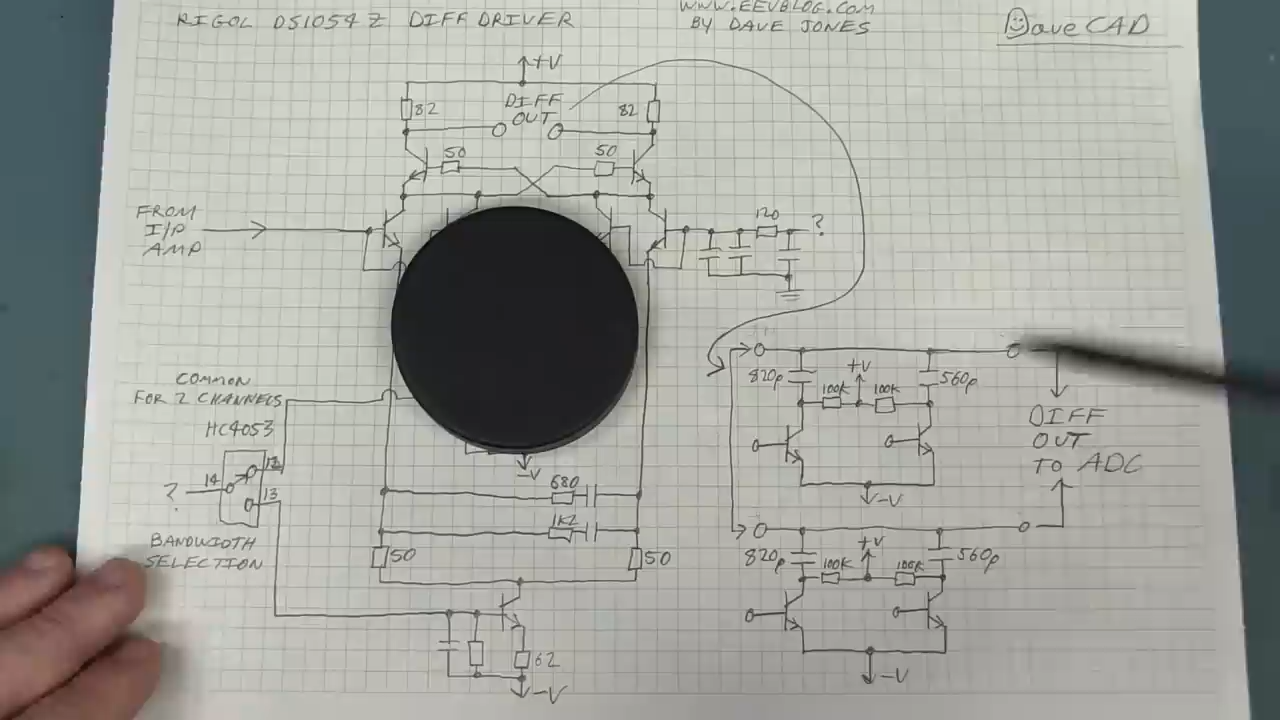 RIGOL DS1054Z DIFF DRIVER
WWW.EEVBLOG.COM
BY DAVE JONES
DaveCAD
+V
82
DIFF
OUT
82
50
50
FROM
I/P
AMP
120
?
COMMON
FOR 2 CHANNELS
HC4053
12
14
?
13
BANDWIDTH
SELECTION
-V
680
1K2
50
50
62
-V
820p
+V
100K
100K
560p
-V
DIFF
OUT
TO ADC
820p
+V
100K
100K
560p
-V